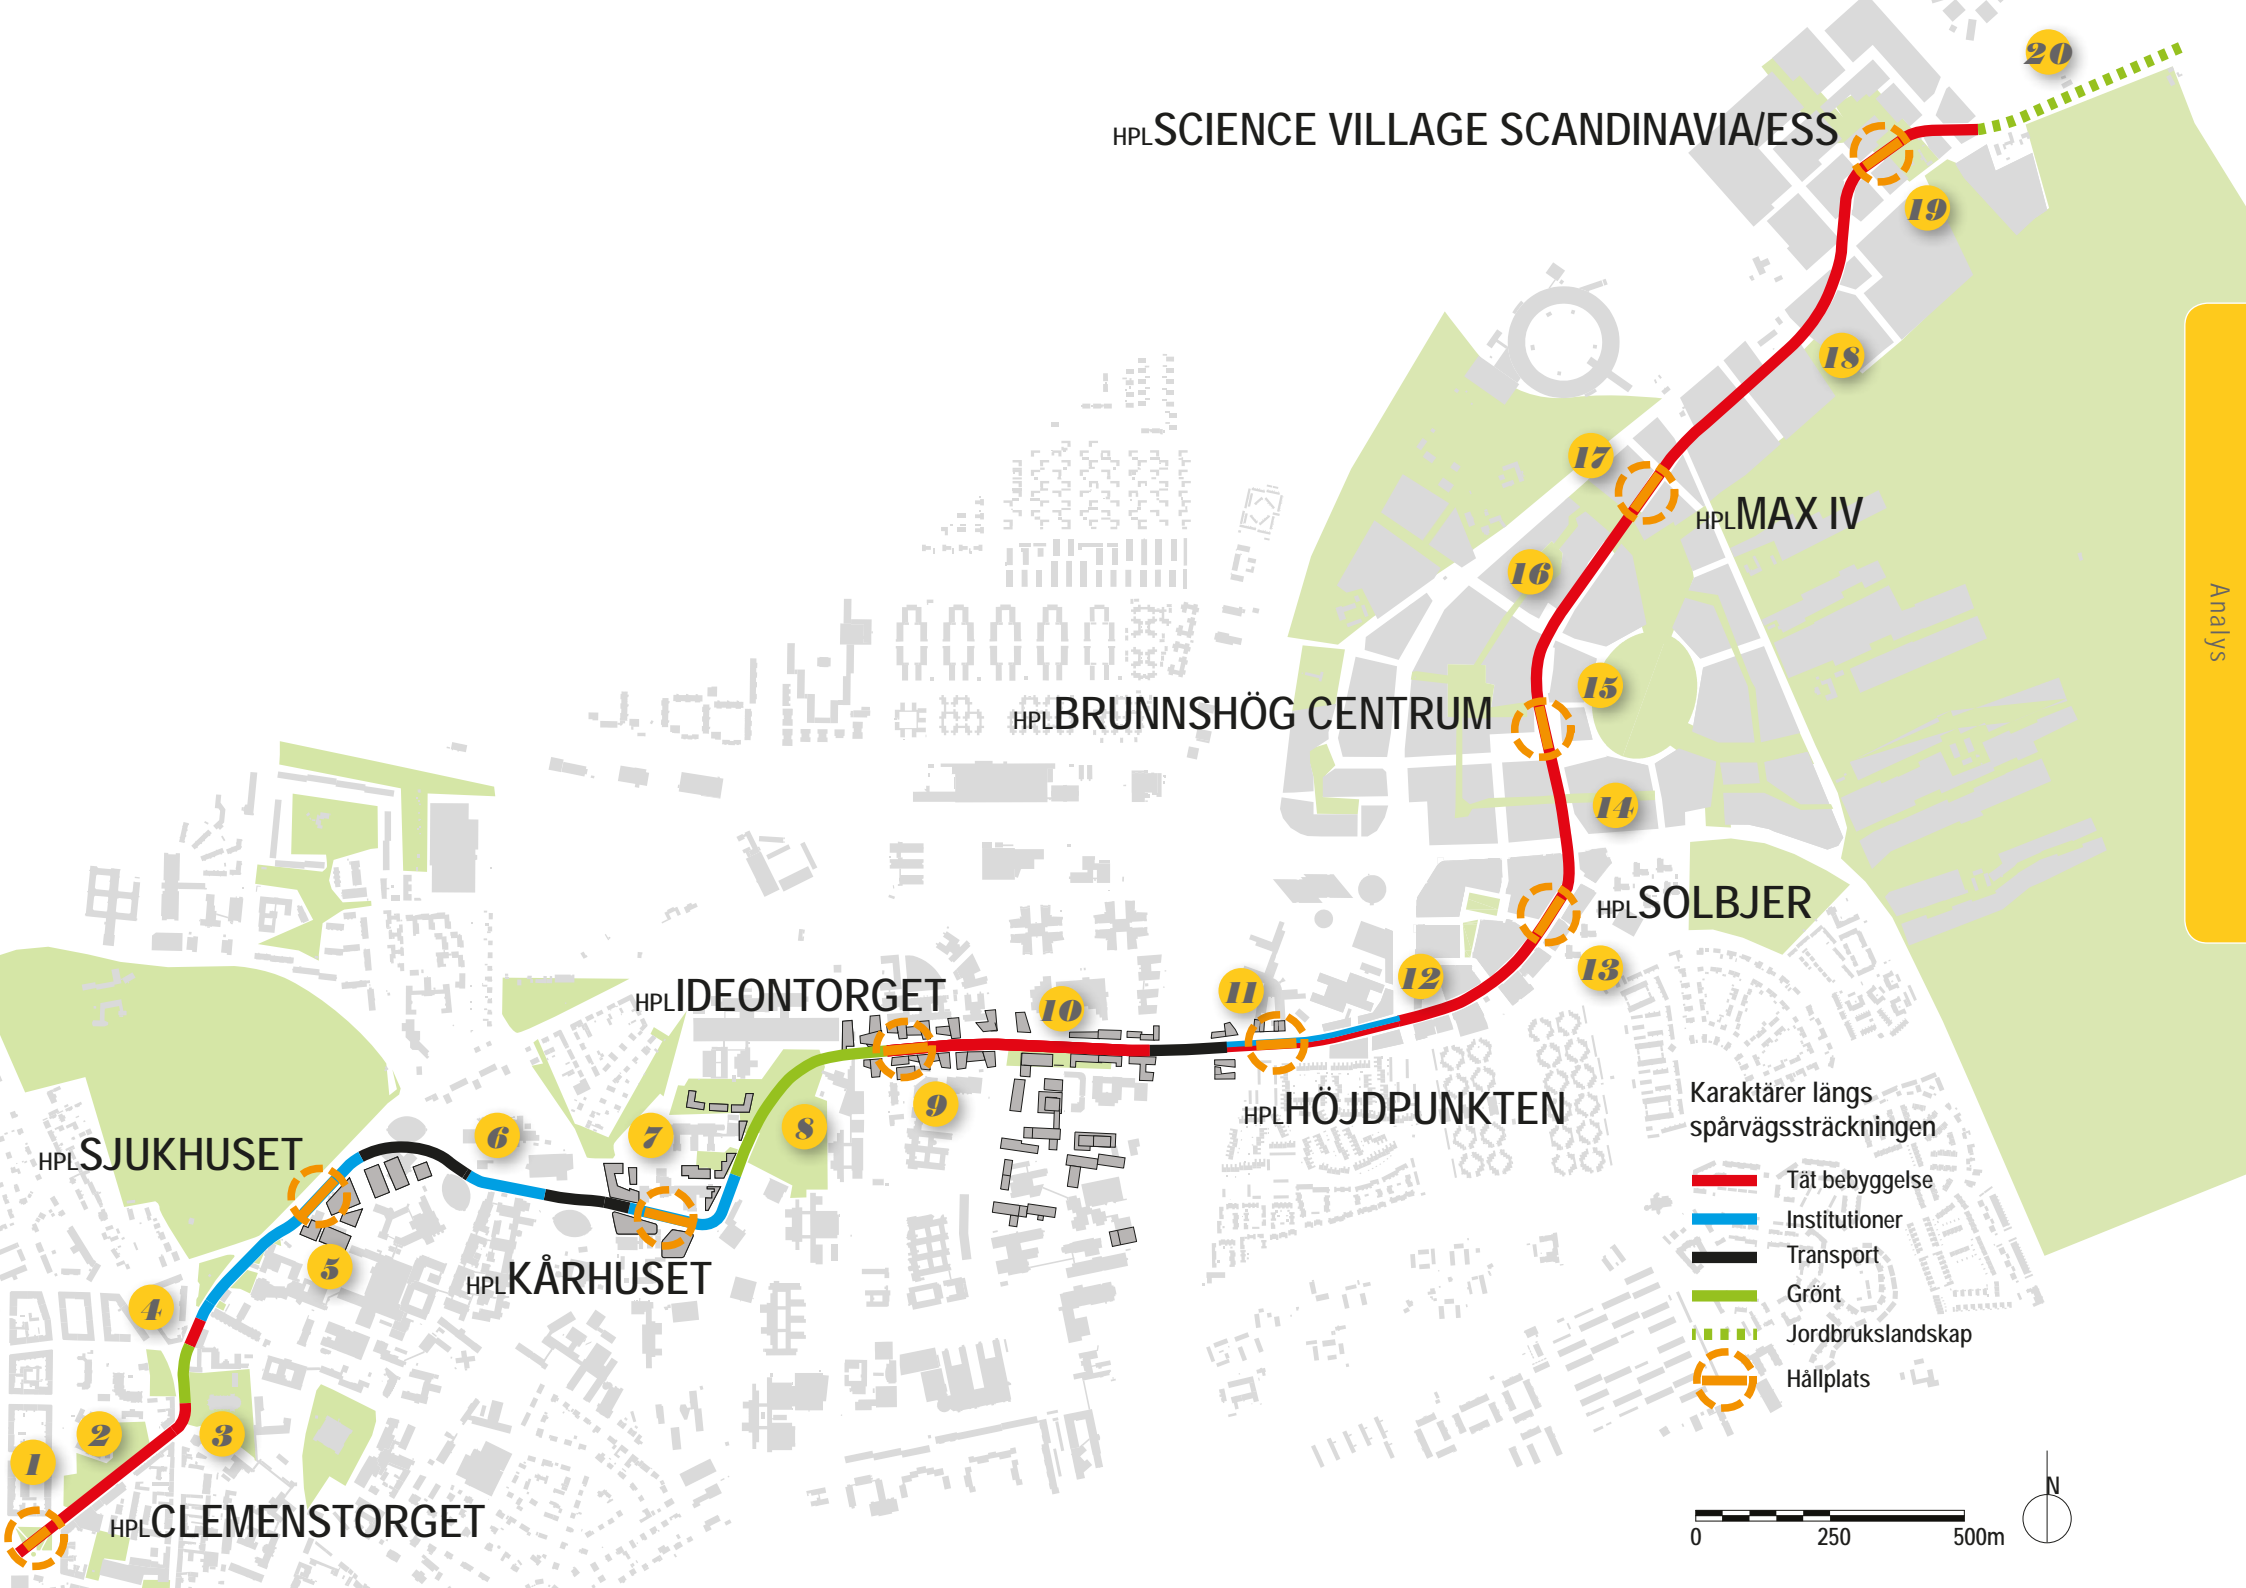 20
HPLSCIENCE VILLAGE SCANDINAVIA/ESS
19
18
17
HPLMAX IV
16
Analys
15
HPLBRUNNSHÖG CENTRUM
14
HPLSOLBJER
13
12
11
HPLIDEONTORGET
10
9
HPLHÖJDPUNKTEN
8
7
6
HPLSJUKHUSET
5
HPLKÅRHUSET
4
3
2
1
HPLCLEMENSTORGET
Karaktärer längs
spårvägssträckningen
Tät bebyggelse
Institutioner
Transport
Grönt
Jordbrukslandskap
Hållplats
N
0 250 500m